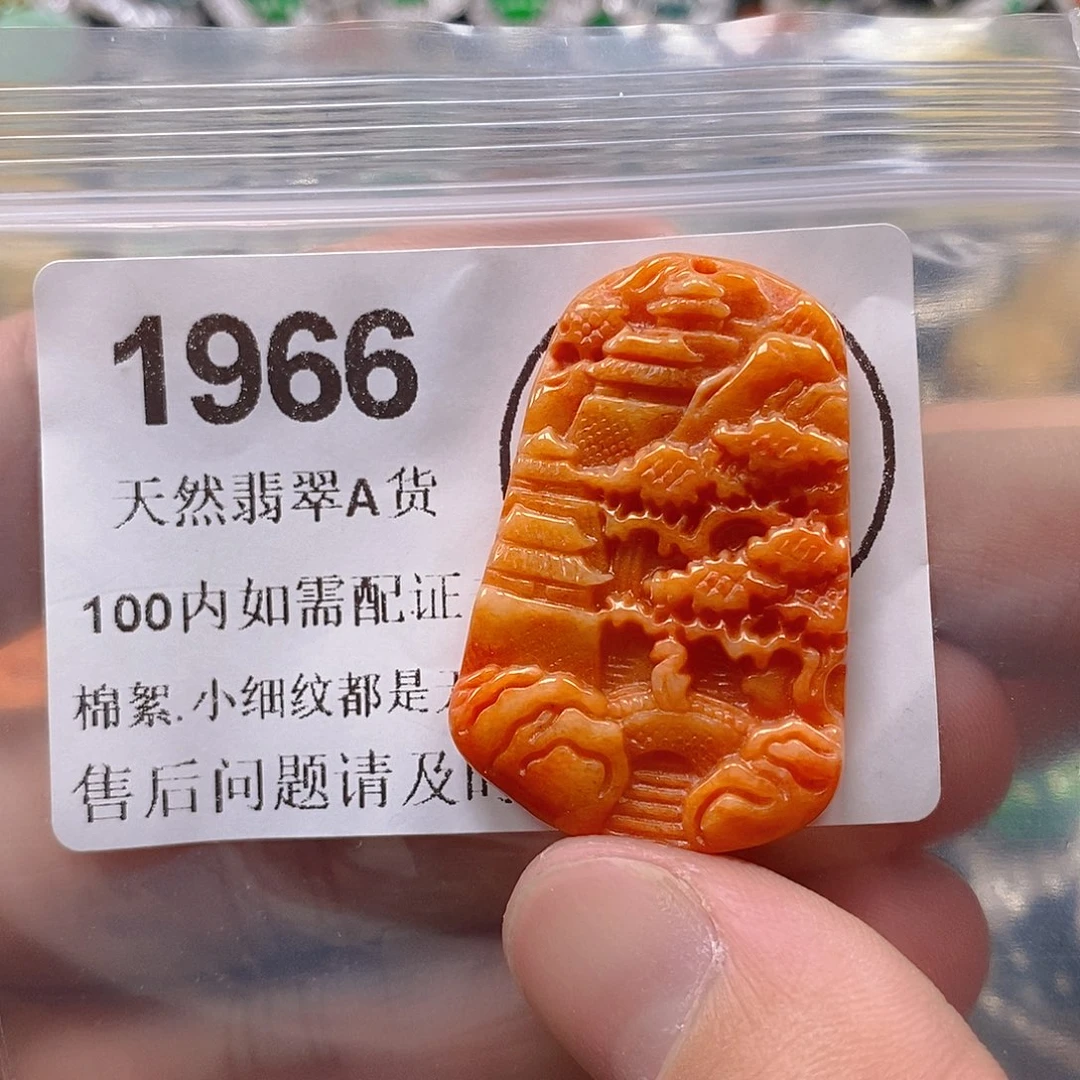 1966
天然翡翠A货
100内如需配证
棉絮.小细纹都是
售后问题请及